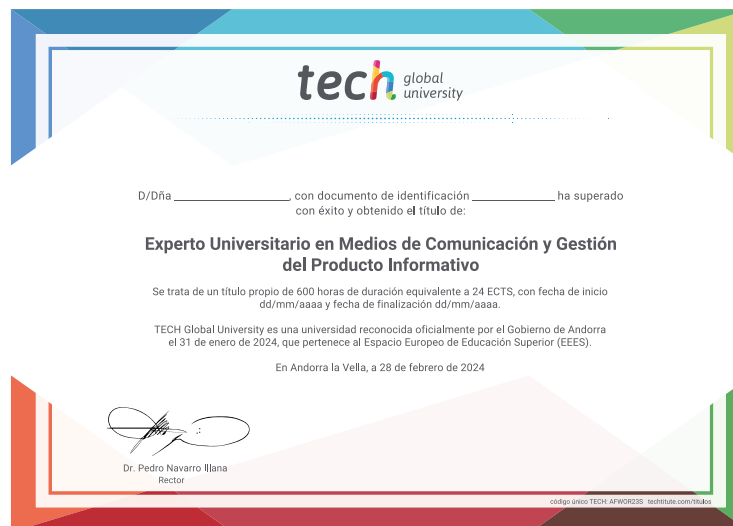 tech global university
D/Dña ____________________, con documento de identificación ______________ ha superado
con éxito y obtenido el título de:
Experto Universitario en Medios de Comunicación y Gestión
del Producto Informativo
Se trata de un título propio de 600 horas de duración equivalente a 24 ECTS, con fecha de inicio
dd/mm/aaaa y fecha de finalización dd/mm/aaaa.
TECH Global University es una universidad reconocida oficialmente por el Gobierno de Andorra
el 31 de enero de 2024, que pertenece al Espacio Europeo de Educación Superior (EEES).
En Andorra la Vella, a 28 de febrero de 2024
Dr. Pedro Navarro Illana
Rector
código único TECH: AFWOR23S techtitute.com/titulos